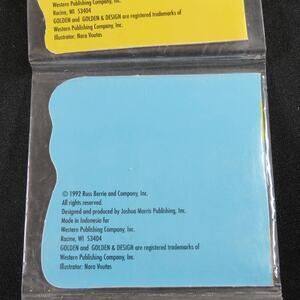 Western Publishing Company, Inc.
Racine, WI 53404
GOLDEN and GOLDEN & DESIGN are registered trademarks of
Western Publishing Company, Inc.
Illustrator: Nora Voutas
© 1992 Russ Berrie and Company, Inc.
All rights reserved.
Designed and produced by Joshua Morris Publishing, Inc.
Made in Indonesia for
Western Publishing Company, Inc.
Racine, WI 53404
GOLDEN and GOLDEN & DESIGN are registered trademarks of
Western Publishing Company, Inc.
Illustrator: Nora Voutas